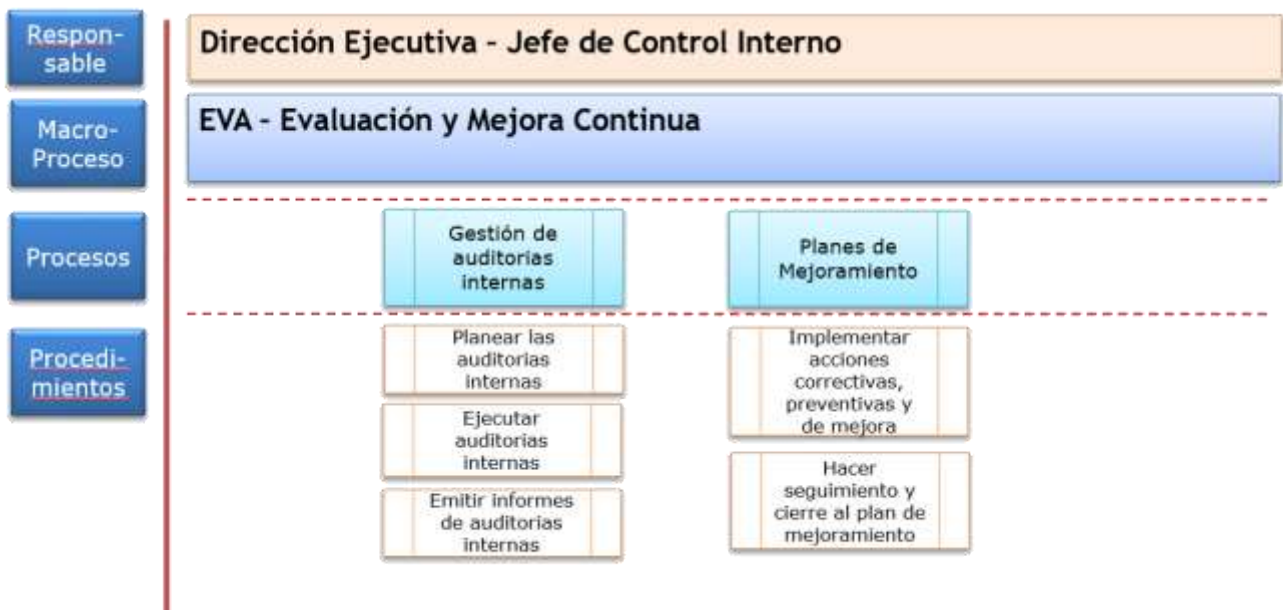 Respon-
sable
Dirección Ejecutiva - Jefe de Control Interno
Macro-
Proceso
EVA - Evaluación y Mejora Continua
Procesos
Gestión de
auditorias
internas
Planes de
Mejoramiento
Procedi-
mientos
Planear las
auditorias
internas
Ejecutar
auditorias
internas
Emitir informes
de auditorias
internas
Implementar
acciones
correctivas,
preventivas y
de mejora
Hacer
seguimiento y
cierre al plan de
mejoramiento